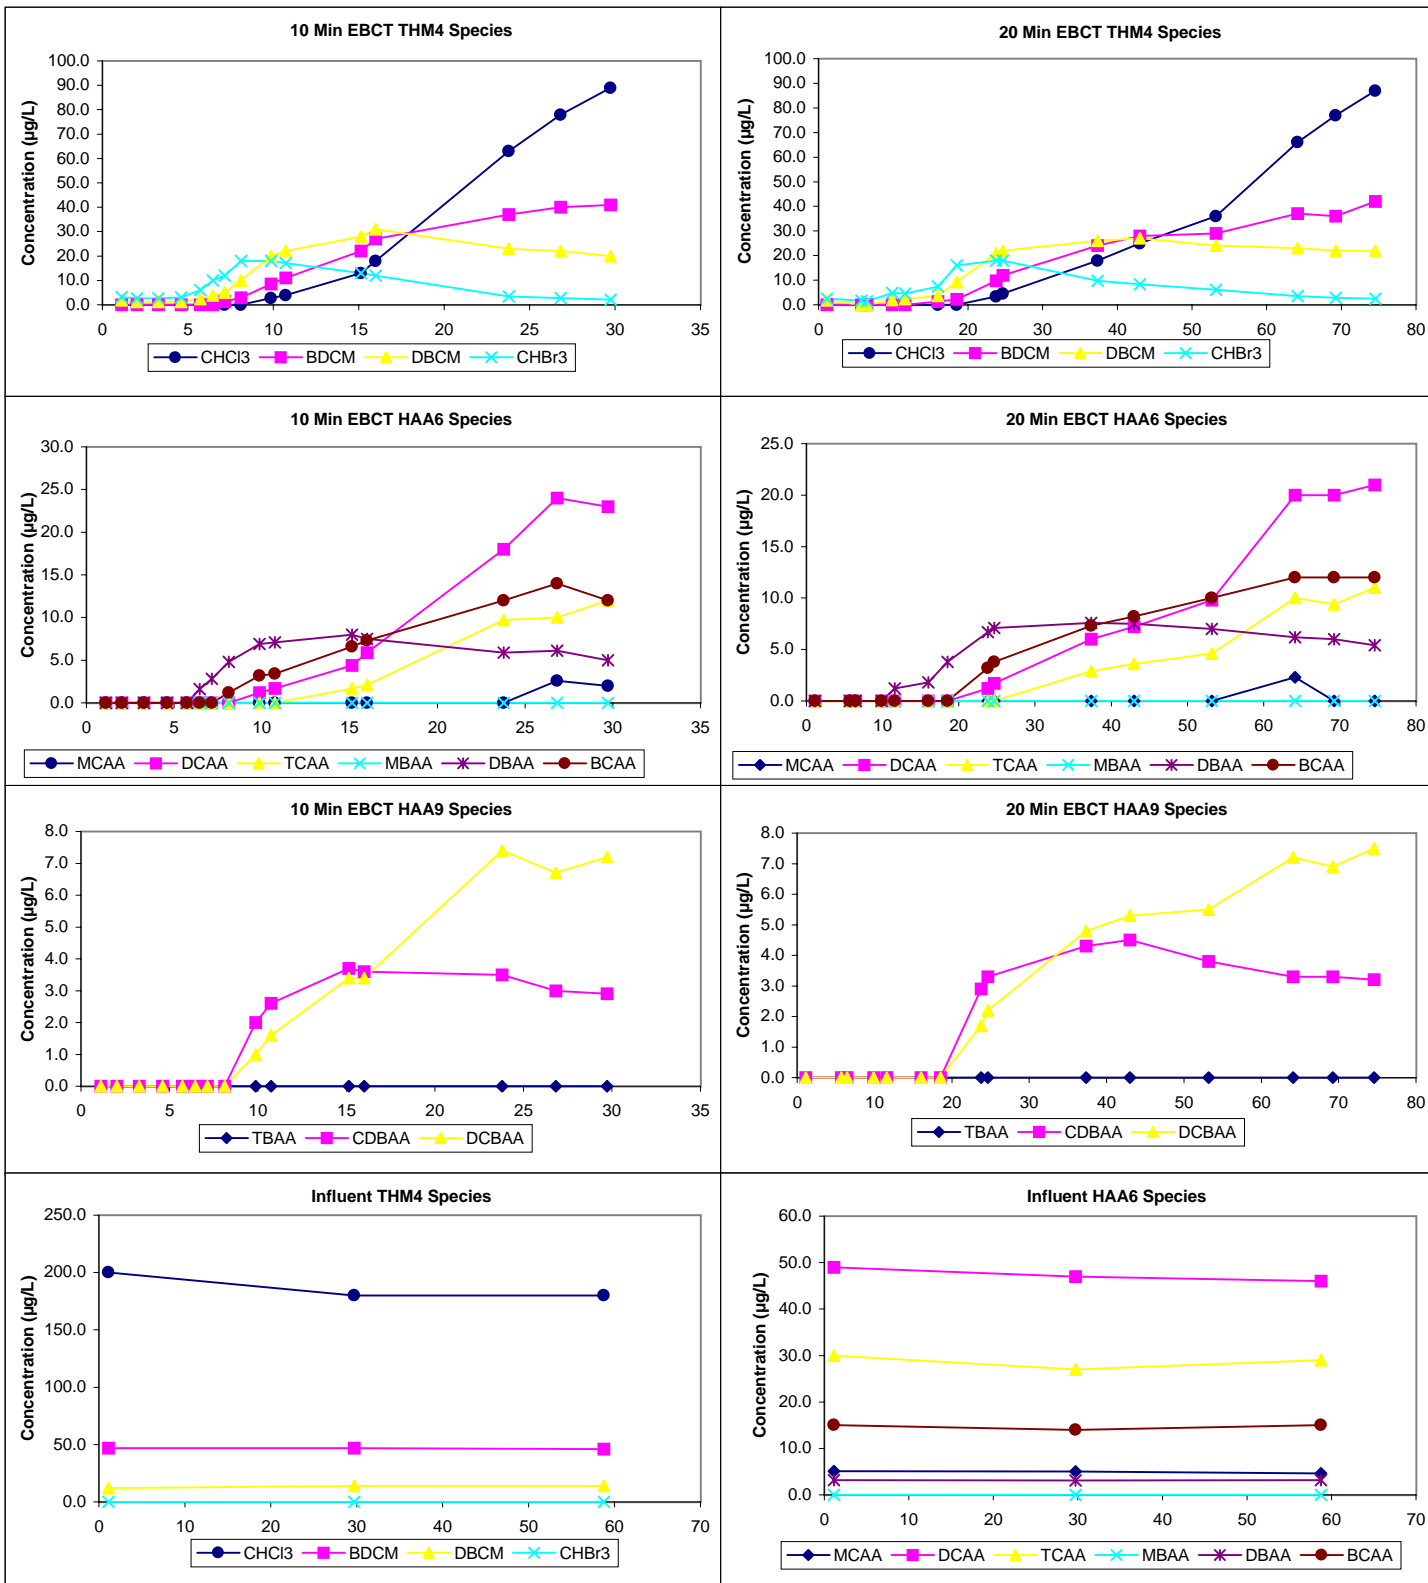 10 Min EBCT THM4 Species
Concentration (µg/L)
100.0
90.0
80.0
70.0
60.0
50.0
40.0
30.0
20.0
10.0
0.0
0 5 10 15 20 25 30 35
CHCl3 BDCM DBCM CHBr3
20 Min EBCT THM4 Species
Concentration (µg/L)
100.0
90.0
80.0
70.0
60.0
50.0
40.0
30.0
20.0
10.0
0.0
0 10 20 30 40 50 60 70 80
CHCl3 BDCM DBCM CHBr3
10 Min EBCT HAA6 Species
Concentration (µg/L)
30.0
25.0
20.0
15.0
10.0
5.0
0.0
0 5 10 15 20 25 30 35
MCAA DCAA TCAA MBAA DBAA BCAA
20 Min EBCT HAA6 Species
Concentration (µg/L)
25.0
20.0
15.0
10.0
5.0
0.0
0 10 20 30 40 50 60 70 80
MCAA DCAA TCAA MBAA DBAA BCAA
10 Min EBCT HAA9 Species
Concentration (µg/L)
8.0
7.0
6.0
5.0
4.0
3.0
2.0
1.0
0.0
0 5 10 15 20 25 30 35
TBAA CDBAA DCBAA
20 Min EBCT HAA9 Species
Concentration (µg/L)
8.0
7.0
6.0
5.0
4.0
3.0
2.0
1.0
0.0
0 10 20 30 40 50 60 70 80
TBAA CDBAA DCBAA
Influent THM4 Species
Concentration (µg/L)
250.0
200.0
150.0
100.0
50.0
0.0
0 10 20 30 40 50 60 70
CHCl3 BDCM DBCM CHBr3
Influent HAA6 Species
Concentration (µg/L)
60.0
50.0
40.0
30.0
20.0
10.0
0.0
0 10 20 30 40 50 60 70
MCAA DCAA TCAA MBAA DBAA BCAA